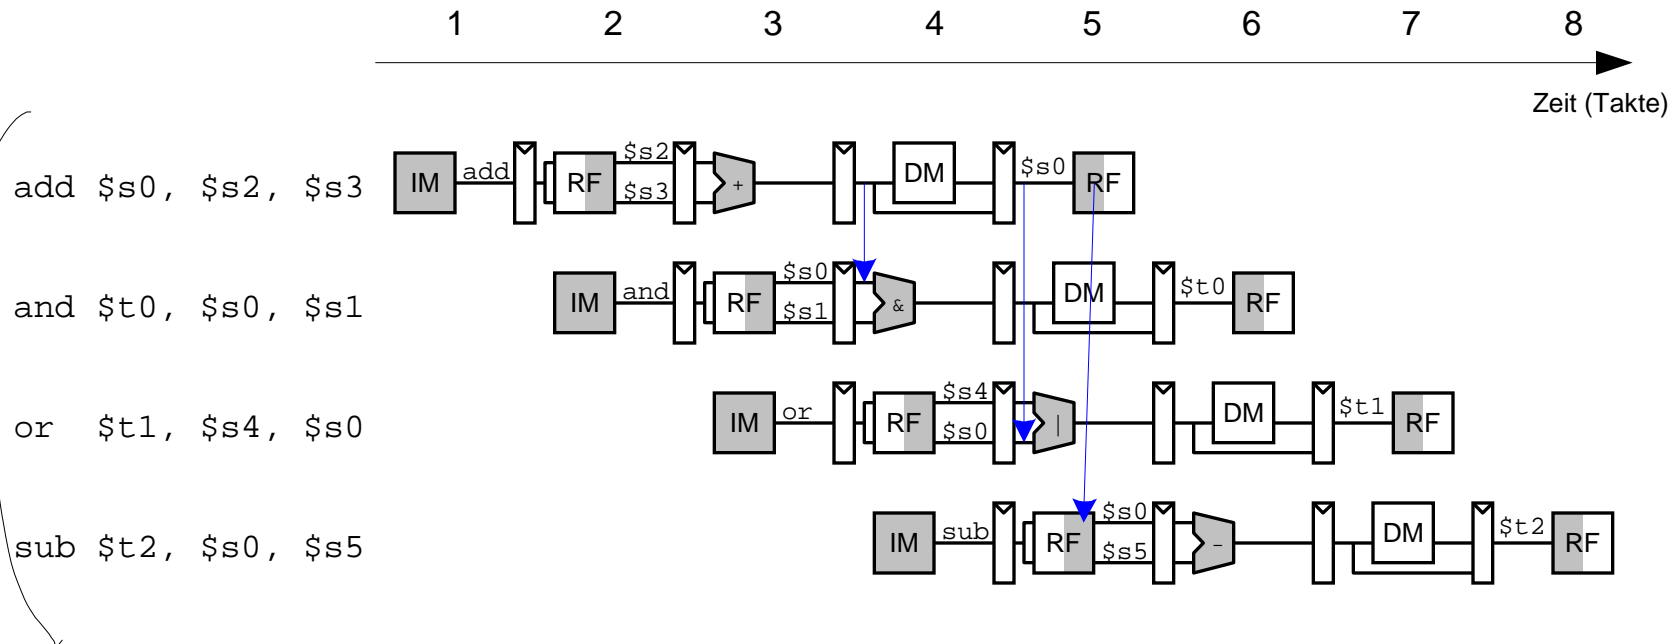 1 2 3 4 5 6 7 8
Zeit (Takte)
add $s0, $s2, $s3 IM add RF $s2 $s3 + DM $s0 RF
and $t0, $s0, $s1 IM and RF $s0 $s1 & DM $t0 RF
or $t1, $s4, $s0 IM or RF $s4 $s0 | DM $t1 RF
sub $t2, $s0, $s5 IM sub RF $s0 $s5 - DM $t2 RF